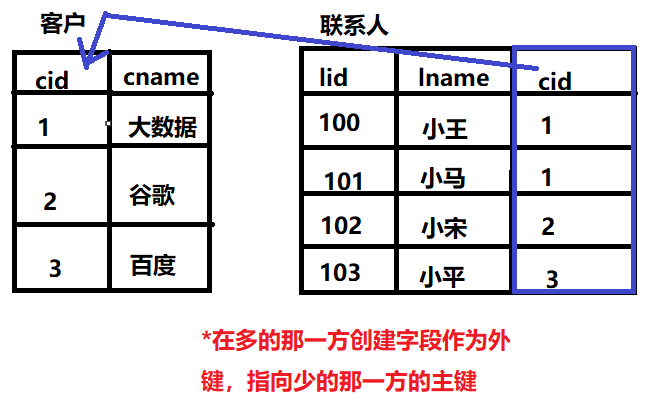 客户
联系人
cid cname
1 大数据
2 谷歌
3 百度
lid lname cid
100 小王 1
101 小马 1
102 小宋 2
103 小平 3
*在多的那一方创建字段作为外
键，指向少的那一方的主键